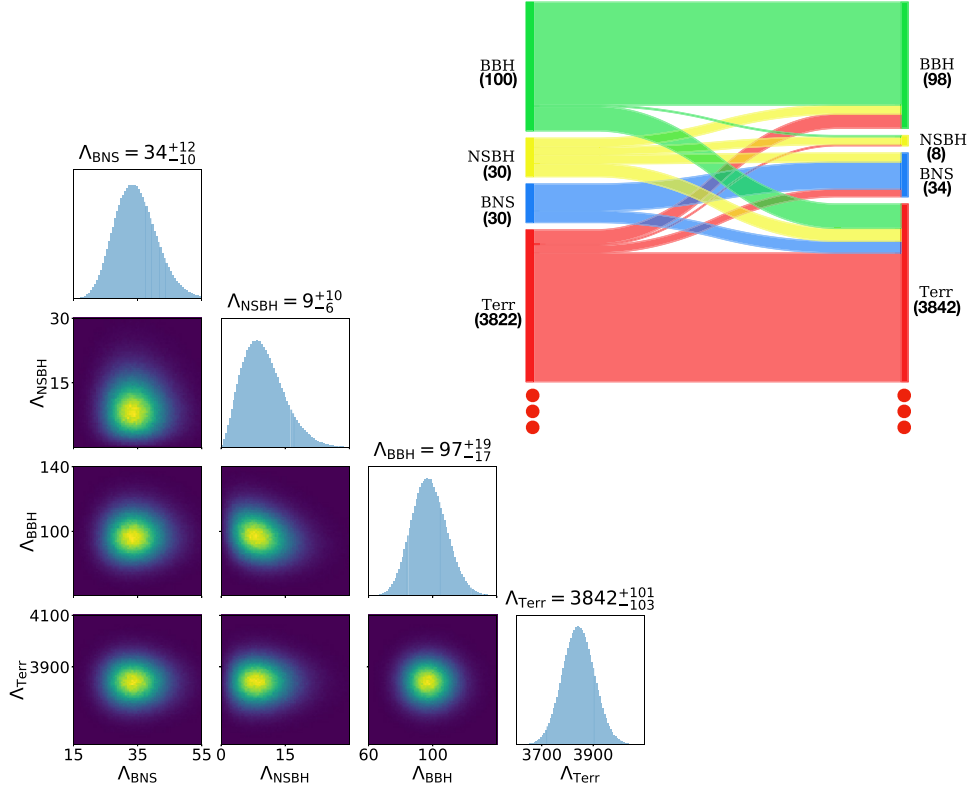 BBH
(100)
NSBH
(30)
BNS
(30)
Terr
(3822)
BBH
(98)
NSBH
(8)
BNS
(34)
Terr
(3842)
Λ_BNS = 34^{+12}_{-10}
Λ_NSBH = 9^{+10}_{-6}
30
15
Λ_NSBH
Λ_BBH = 97^{+19}_{-17}
140
100
Λ_BBH
Λ_Terr = 3842^{+101}_{-103}
4100
3900
Λ_Terr
15 35 55
Λ_BNS
0 15
Λ_NSBH
60 100
Λ_BBH
3700 3900
Λ_Terr